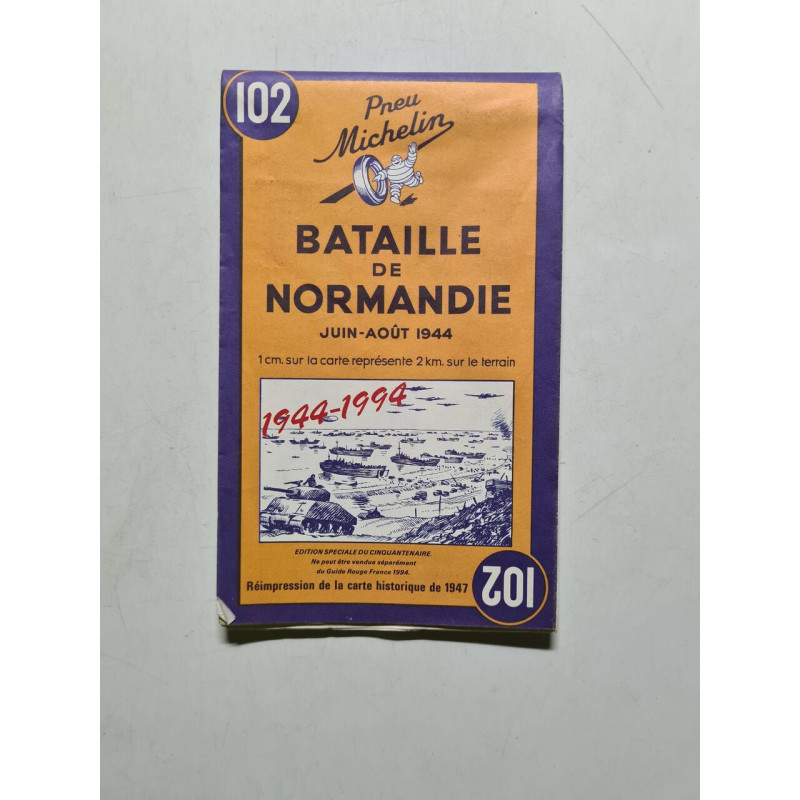 102
Pneu
Michelin
BATAILLE
DE
NORMANDIE
JUIN-AOÛT 1944
1 cm. sur la carte représente 2 km. sur le terrain
1944-1994
EDITION SPECIALE DU CINQUANTENAIRE.
Ne peut être vendue séparément
du Guide Rouge France 1994.
Réimpression de la carte historique de 1947
102